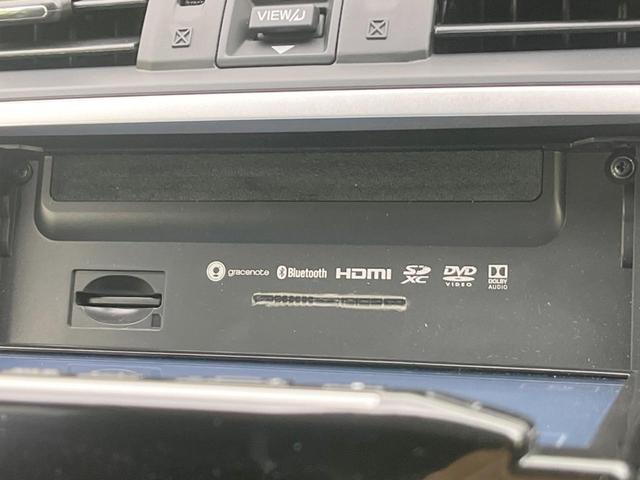 VIEW/
gracenote Bluetooth HDMI SD XC DVD VIDEO DOLBY AUDIO